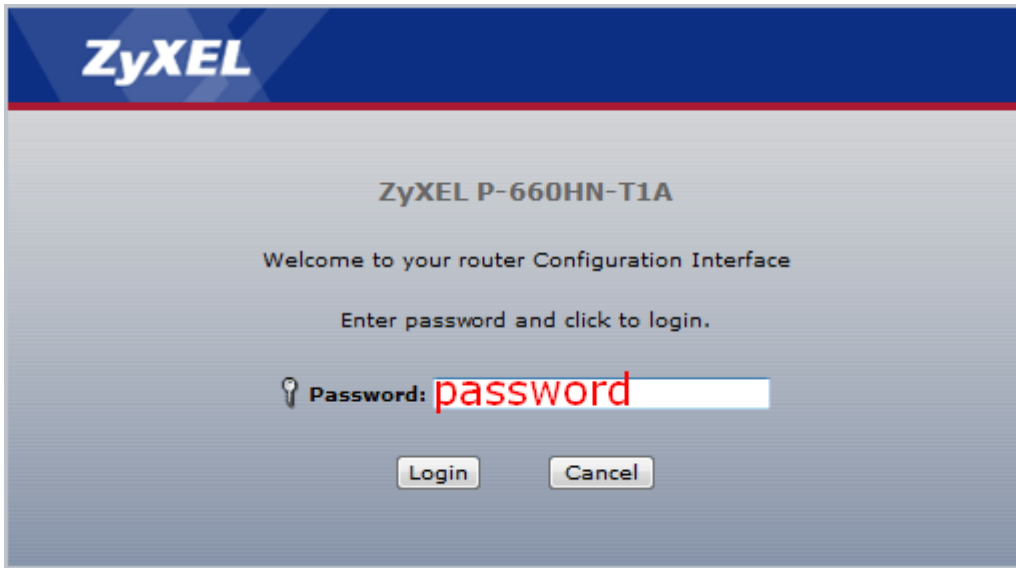 ZyXEL
ZyXEL P-660HN-T1A
Welcome to your router Configuration Interface
Enter password and click to login.
Password: password
Login Cancel